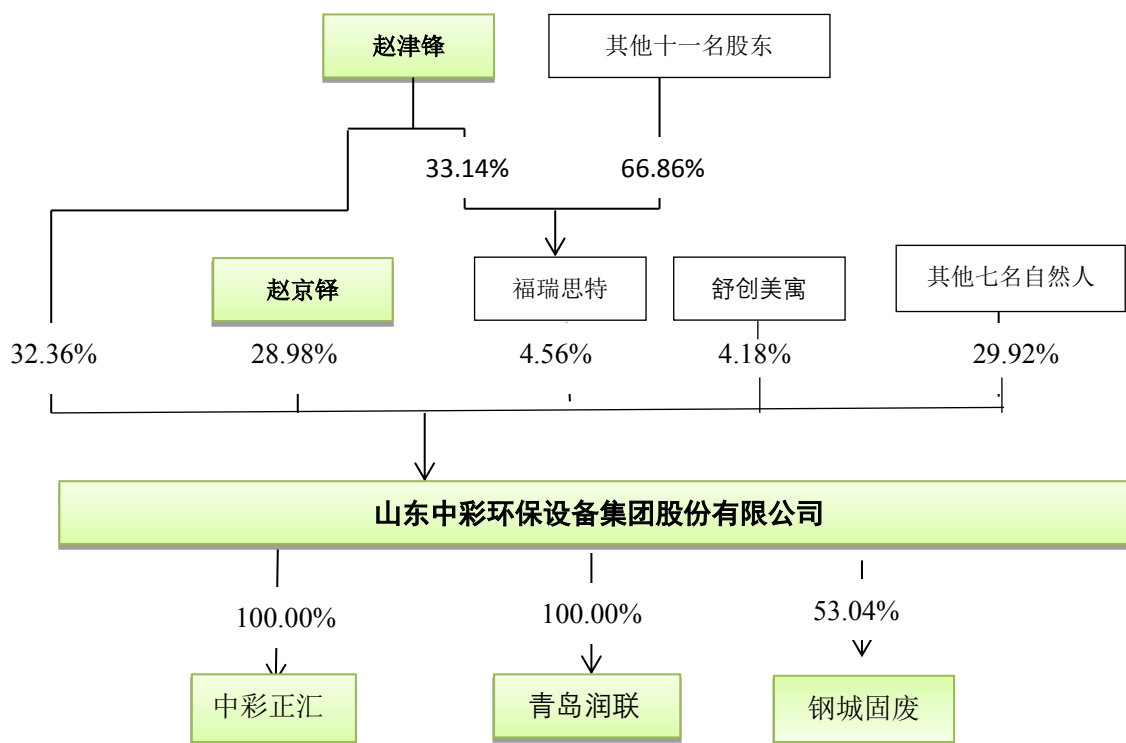 赵津锋
其他十一名股东
33.14%
66.86%
赵京铎
福瑞思特
舒创美寓
其他七名自然人
32.36%
28.98%
4.56%
4.18%
29.92%
山东中彩环保设备集团股份有限公司
100.00%
100.00%
53.04%
中彩正汇
青岛润联
钢城固废